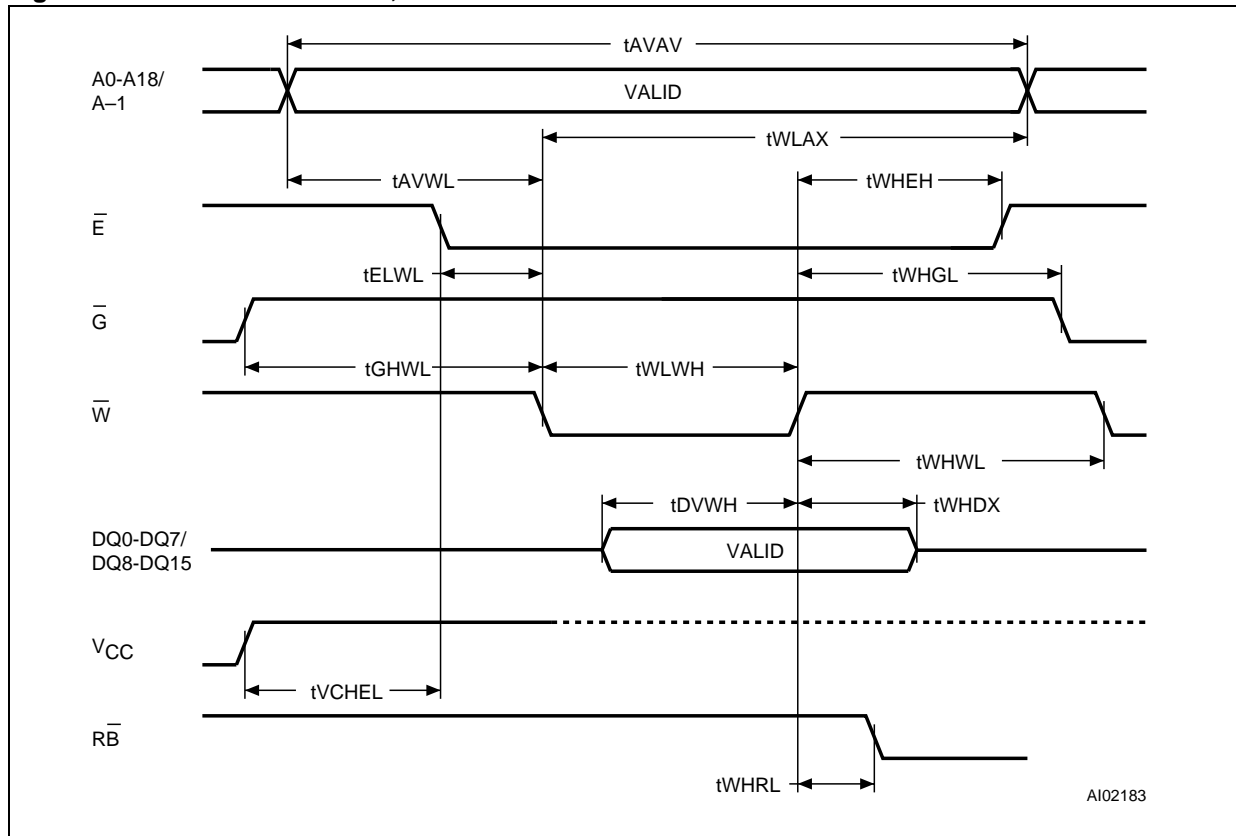 tAVAV
A0-A18/
A–1
VALID
tWLAX
tAVWL
tWHEH
E̅
tELWL
tWHGL
G̅
tGHWL
tWLWH
W̅
tWHWL
tDVWH
tWHDX
DQ0-DQ7/
DQ8-DQ15
VALID
VCC
tVCHEL
RB̅
tWHRL
AI02183